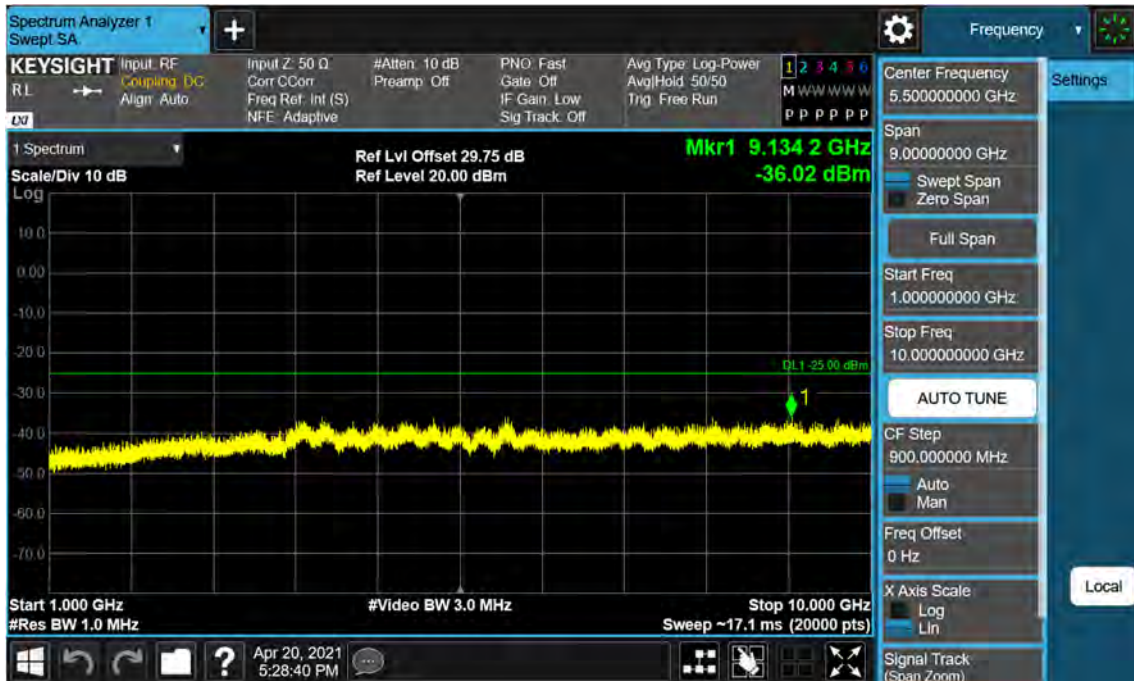 Spectrum Analyzer 1
Swept SA
Frequency
KEYSIGHT
RL
LXI
Input: RF
Coupling: DC
Align: Auto
Input Z: 50 Ω
Corr CCorr
Freq Ref: Int (S)
NFE: Adaptive
#Atten: 10 dB
Preamp: Off
PNO: Fast
Gate: Off
IF Gain: Low
Sig Track: Off
Avg Type: Log-Power
Avg|Hold: 50/50
Trig: Free Run
1 2 3 4 5 6
M W W W W W
P P P P P P
1 Spectrum
Scale/Div 10 dB
Ref Lvl Offset 29.75 dB
Ref Level 20.00 dBm
Mkr1 9.134 2 GHz
-36.02 dBm
Log
10.0
0.00
-10.0
-20.0
DL1 -25.00 dBm
-30.0
1
-40.0
-50.0
-60.0
-70.0
Start 1.000 GHz
#Video BW 3.0 MHz
Stop 10.000 GHz
#Res BW 1.0 MHz
Sweep ~17.1 ms (20000 pts)
Apr 20, 2021
5:28:40 PM
Center Frequency
5.500000000 GHz
Settings
Span
9.00000000 GHz
Swept Span
Zero Span
Full Span
Start Freq
1.000000000 GHz
Stop Freq
10.000000000 GHz
AUTO TUNE
CF Step
900.000000 MHz
Auto
Man
Freq Offset
0 Hz
X Axis Scale
Log
Lin
Local
Signal Track
(Span Zoom)